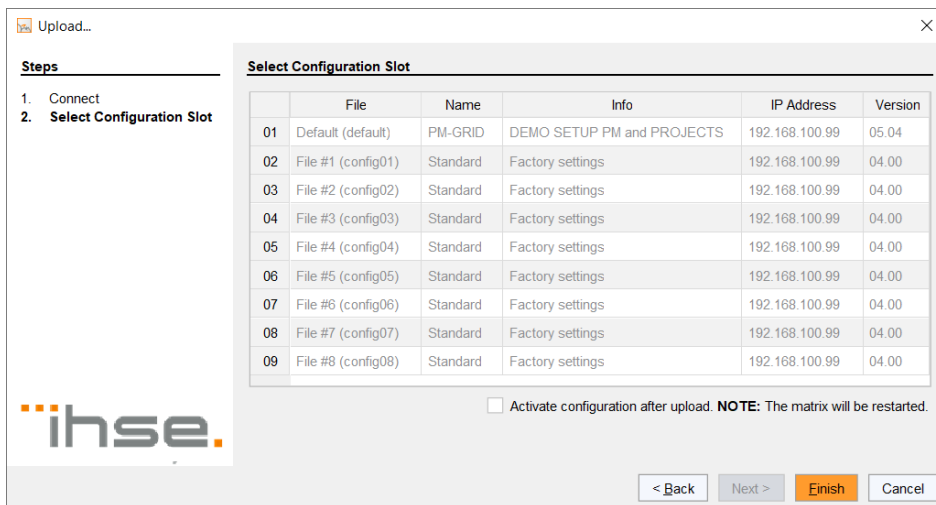 Upload...
Steps
1. Connect
2. Select Configuration Slot
Select Configuration Slot
File Name Info IP Address Version
01 Default (default) PM-GRID DEMO SETUP PM and PROJECTS 192.168.100.99 05.04
02 File #1 (config01) Standard Factory settings 192.168.100.99 04.00
03 File #2 (config02) Standard Factory settings 192.168.100.99 04.00
04 File #3 (config03) Standard Factory settings 192.168.100.99 04.00
05 File #4 (config04) Standard Factory settings 192.168.100.99 04.00
06 File #5 (config05) Standard Factory settings 192.168.100.99 04.00
07 File #6 (config06) Standard Factory settings 192.168.100.99 04.00
08 File #7 (config07) Standard Factory settings 192.168.100.99 04.00
09 File #8 (config08) Standard Factory settings 192.168.100.99 04.00
Activate configuration after upload. NOTE: The matrix will be restarted.
ihse.
< Back Next > Finish Cancel